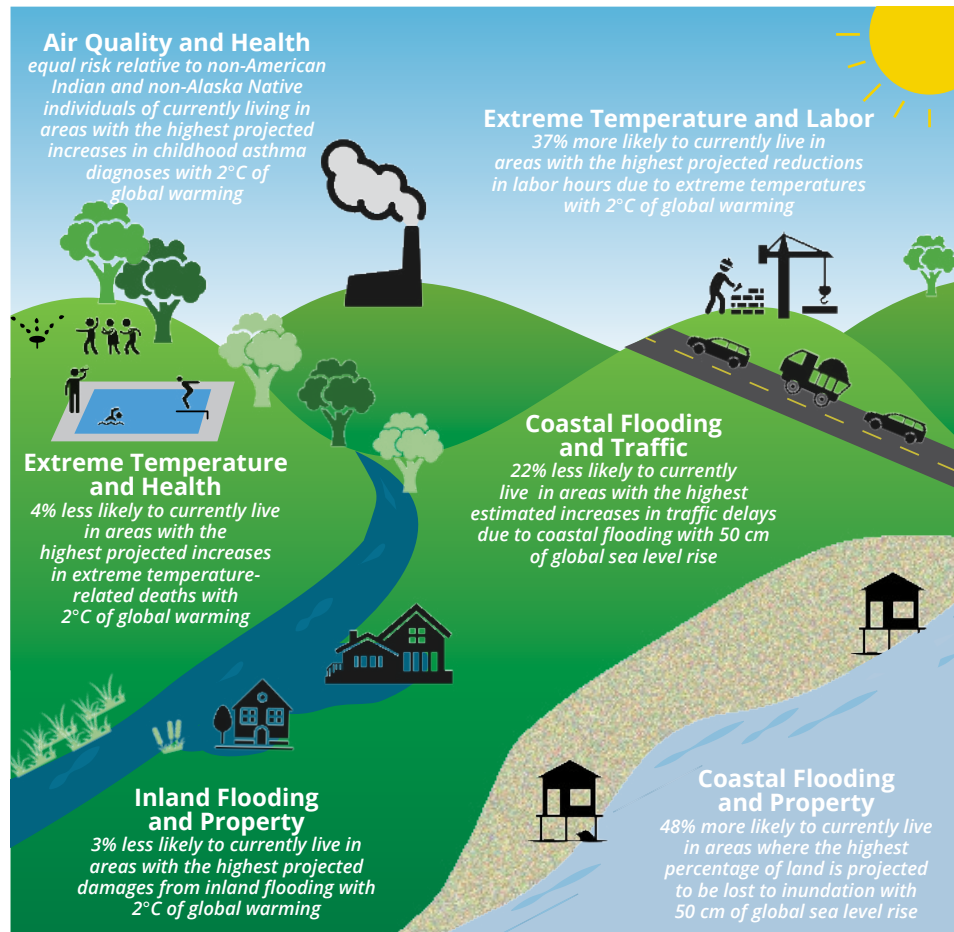 Air Quality and Health
equal risk relative to non-American
Indian and non-Alaska Native
individuals of currently living in
areas with the highest projected
increases in childhood asthma
diagnoses with 2°C of
global warming
Extreme Temperature and Labor
37% more likely to currently live in
areas with the highest projected reductions
in labor hours due to extreme temperatures
with 2°C of global warming
Extreme Temperature
and Health
4% less likely to currently live
in areas with the
highest projected increases
in extreme temperature-
related deaths with
2°C of global warming
Coastal Flooding
and Traffic
22% less likely to currently
live in areas with the highest
estimated increases in traffic delays
due to coastal flooding with 50 cm
of global sea level rise
Inland Flooding
and Property
3% less likely to currently live in
areas with the highest projected
damages from inland flooding with
2°C of global warming
Coastal Flooding
and Property
48% more likely to currently live
in areas where the highest
percentage of land is projected
to be lost to inundation with
50 cm of global sea level rise